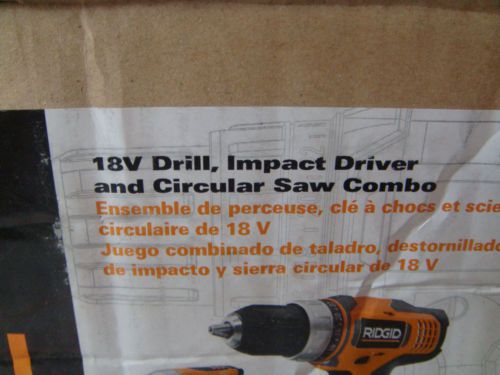 18V Drill, Impact Driver
and Circular Saw Combo
Ensemble de perceuse, clé à chocs et scie
circulaire de 18 V
Juego combinado de taladro, destornillado
de impacto y sierra circular de 18 V
RIDGID